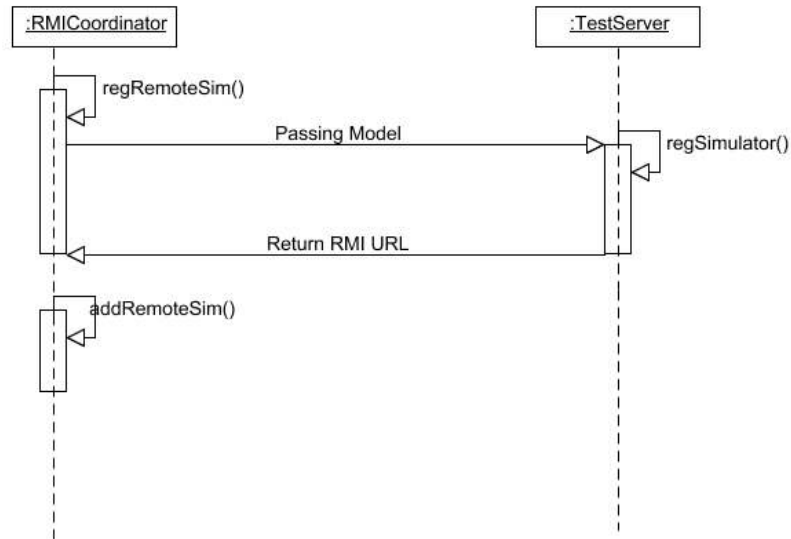 :RMICoordinator
:TestServer
regRemoteSim()
Passing Model
regSimulator()
Return RMI URL
addRemoteSim()